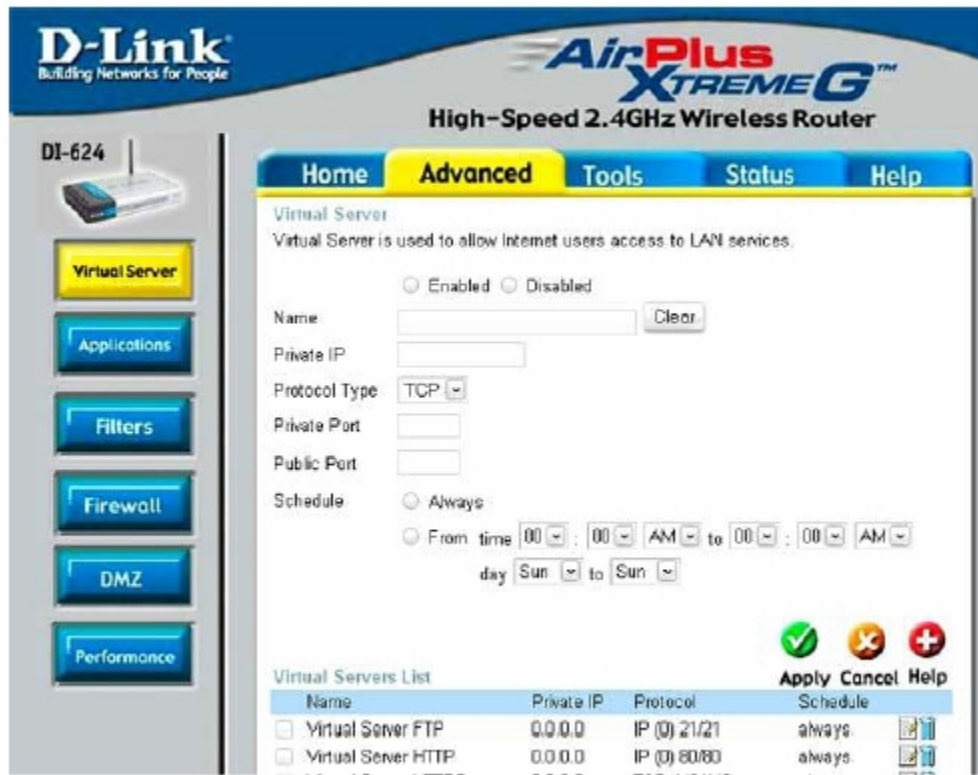 D-Link
Building Networks for People
AirPlus
XTREME G™
High-Speed 2.4GHz Wireless Router
DI-624
Home Advanced Tools Status Help
Virtual Server
Applications
Filters
Firewall
DMZ
Performance
Virtual Server
Virtual Server is used to allow Internet users access to LAN services.
Enabled Disabled
Name Clear
Private IP
Protocol Type TCP
Private Port
Public Port
Schedule Always
From time 00 : 00 AM to 00 : 00 AM
day Sun to Sun
Apply Cancel Help
Virtual Servers List
Name Private IP Protocol Schedule
Virtual Server FTP 0.0.0.0 IP (0) 21/21 always
Virtual Server HTTP 0.0.0.0 IP (0) 80/80 always